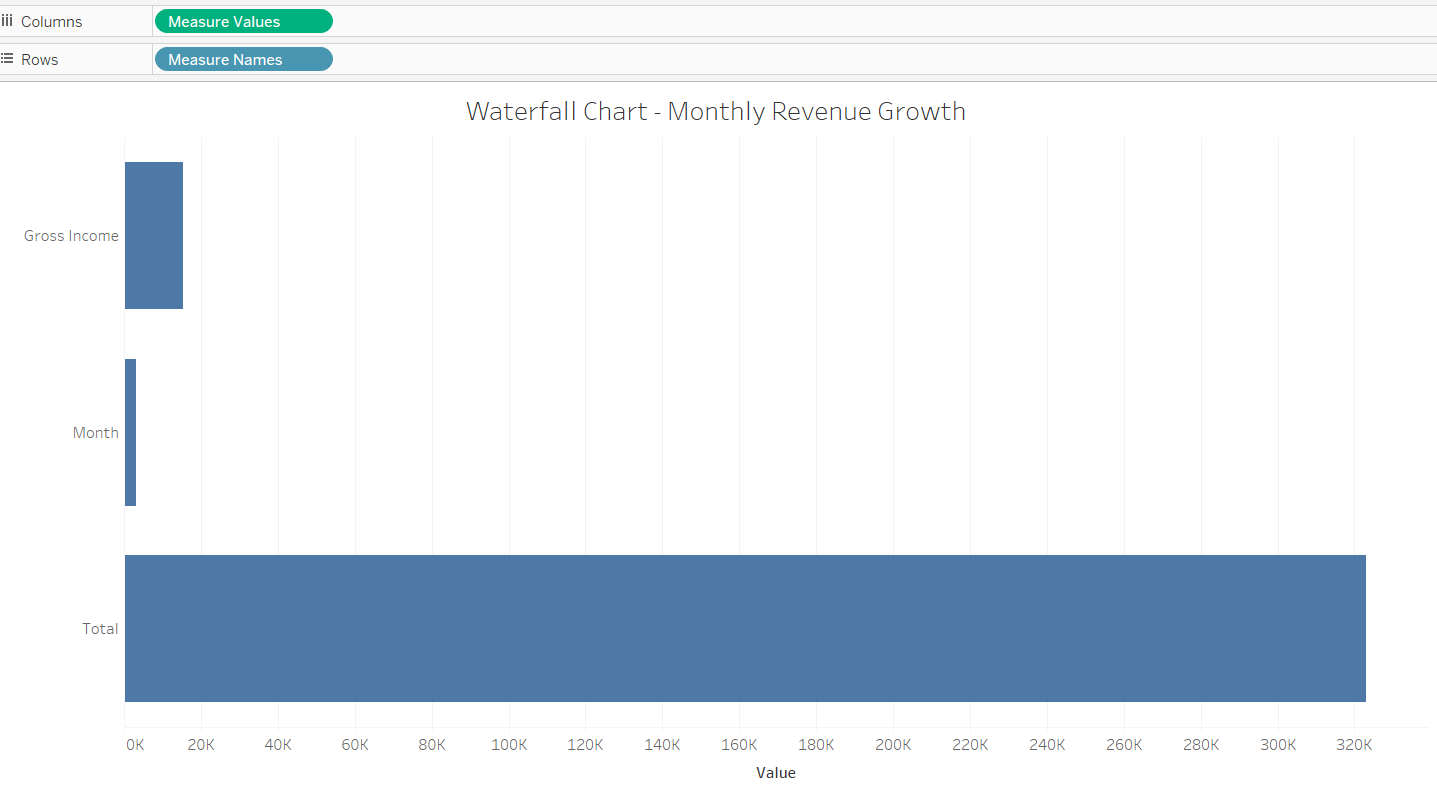 Columns
Measure Values
Rows
Measure Names
Waterfall Chart - Monthly Revenue Growth
Gross Income
Month
Total
0K 20K 40K 60K 80K 100K 120K 140K 160K 180K 200K 220K 240K 260K 280K 300K 320K
Value